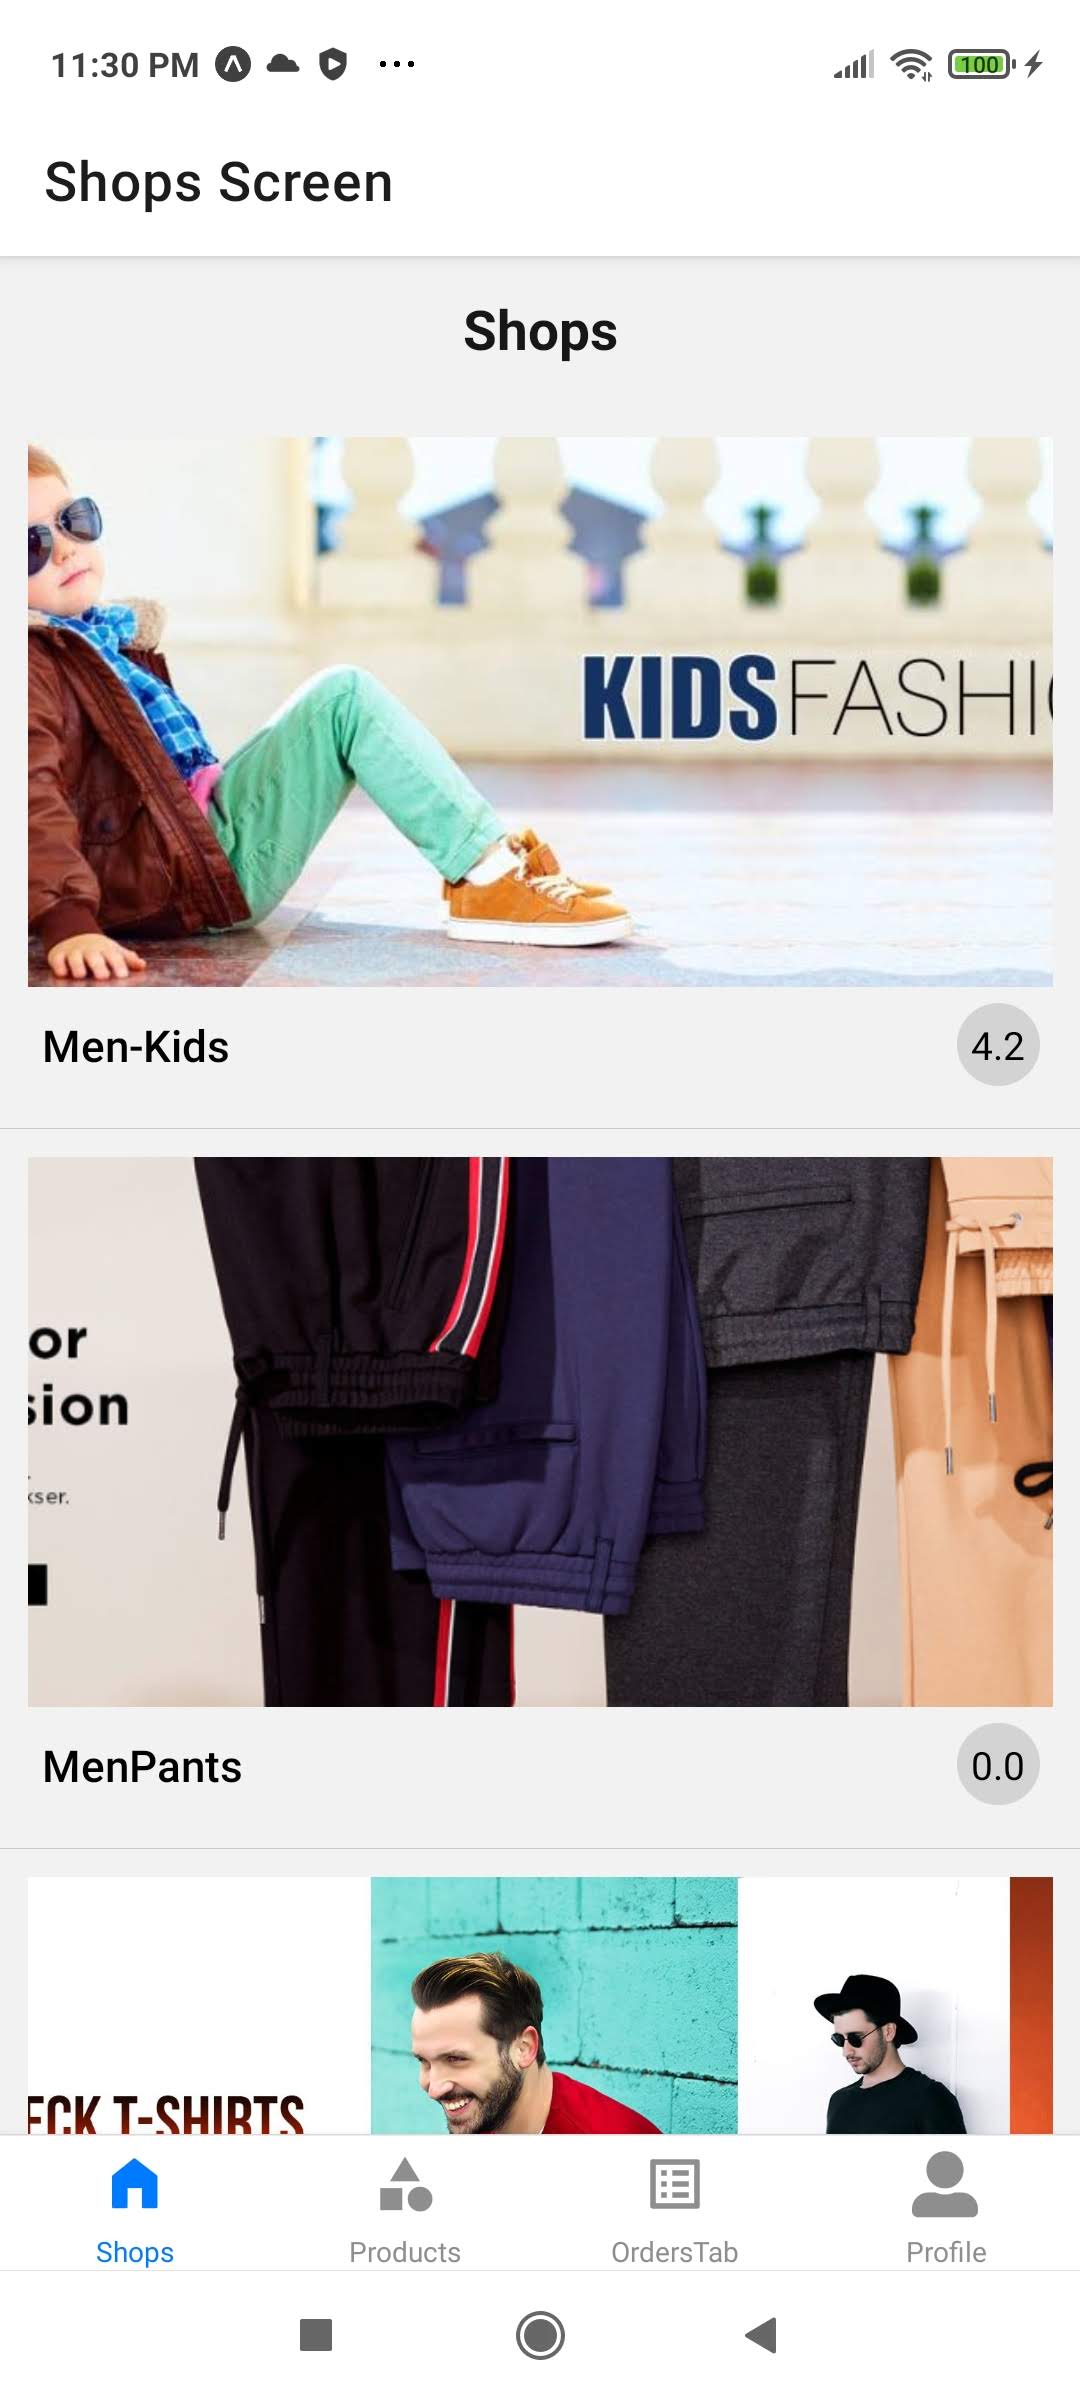 11:30 PM
100
Shops Screen
Shops
KIDS FASHI
Men-Kids
4.2
or
sion
kser.
MenPants
0.0
ECK T-SHIRTS
Shops
Products
OrdersTab
Profile